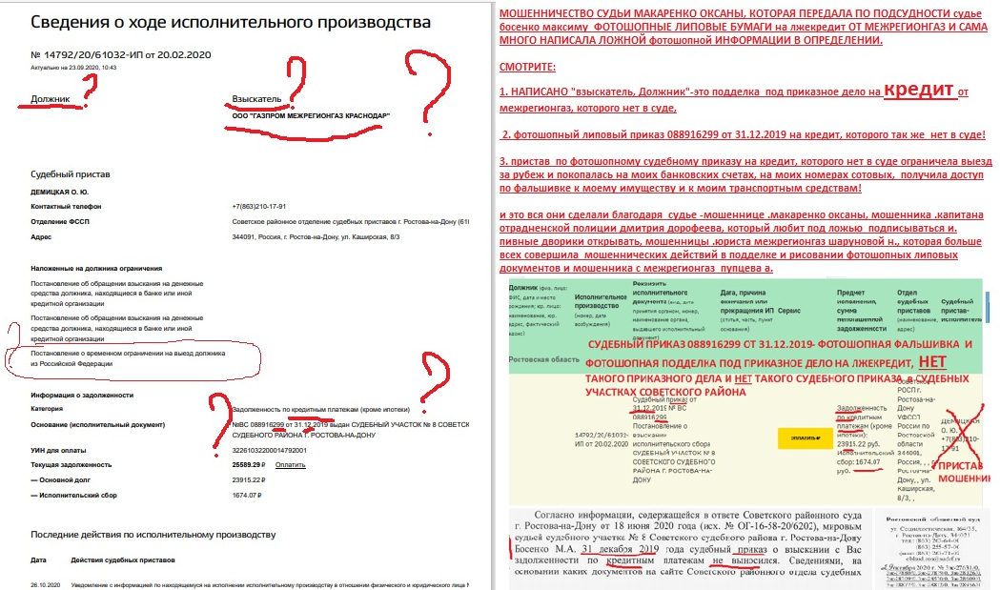 Сведения о ходе исполнительного производства
№ 14792/20/61032-ИП от 20.02.2020
Актуально на 23.09.2020, 10:43
Должник
Взыскатель
ООО "ГАЗПРОМ МЕЖРЕГИОНГАЗ КРАСНОДАР"
Судебный пристав
ДЕМИЦКАЯ О. Ю.
Контактный телефон +7(863)210-17-91
Отделение ФССП Советское районное отделение судебных приставов г. Ростова-на-Дону (61
Адрес 344091, Россия, г. Ростов-на-Дону, ул. Каширская, 8/3
Наложенные на должника ограничения
Постановление об обращении взыскания на денежные
средства должника, находящиеся в банке или иной
кредитной организации
Постановление об обращении взыскания на денежные
средства должника, находящиеся в банке или иной
кредитной организации
Постановление о временном ограничении на выезд должника
из Российской Федерации
Информация о задолженности
Категория Задолженность по кредитным платежам (кроме ипотеки)
Основание (исполнительный документ) №ВС 088916299 от 31.12.2019 выдан СУДЕБНЫЙ УЧАСТОК № 8 СОВЕТСК
СУДЕБНОГО РАЙОНА Г. РОСТОВА-НА-ДОНУ
УИН для оплаты 32261032200014792001
Текущая задолженность 25589.29 ₽ Оплатить
— Основной долг 23915.22 ₽
— Исполнительский сбор 1674.07 ₽
Последние действия по исполнительному производству
Дата Действия судебных приставов
26.10.2020 Уведомление с информацией по находящемуся на исполнении исполнительному производству в отношении физического и юридического лица №
МОШЕННИЧЕСТВО СУДЬИ МАКАРЕНКО ОКСАНЫ, КОТОРАЯ ПЕРЕДАЛА ПО ПОДСУДНОСТИ судье
босенко максиму ФОТОШОПНЫЕ ЛИПОВЫЕ БУМАГИ на лжекредит ОТ МЕЖРЕГИОНГАЗ И САМА
МНОГО НАПИСАЛА ЛОЖНОЙ фотошопной ИНФОРМАЦИИ В ОПРЕДЕЛЕНИИ.
СМОТРИТЕ:
1. НАПИСАНО "взыскатель, Должник"-это подделка под приказное дело на кредит от
межрегионгаз, которого нет в суде,
2. фотошопный липовый приказ 088916299 от 31.12.2019 на кредит, которого так же нет в суде!
3. пристав по фотошопному судебному приказу на кредит, которого нет в суде ограничела выезд
за рубеж и покопалась на моих банковских счетах, на моих номерах сотовых, получила доступ
по фальшивке к моему имуществу и к моим транспортным средствам!
и это вся они сделали благодаря судье -мошеннице .макаренко оксаны, мошенника .капитана
отрадненской полиции дмитрия дорофеева, который любит под ложью подписываться и.
пивные дворики открывать, мошенницы .юриста межрегионгаз шаруновой н., которая больше
всех совершила мошеннических действий в подделке и рисовании фотошопных липовых
документов и мошенника с межрегионгаз пупцева а.
Должник (физ. лицо:
ФИО, дата и место
рождения; юр. лицо:
наименование, юр.
адрес, фактический
адрес)
Исполнительное
производство
(номер, дата
возбуждения)
Реквизиты
исполнительного
документа (вид, дата
принятия органом, номер,
наименование органа,
выдавшего исполнительный
документ)
Дата, причина
окончания или
прекращения ИП
(статья, часть, пункт
основания)
Сервис
Предмет
исполнения,
сумма
непогашенной
задолженности
Отдел
судебных
приставов
(наименование,
адрес)
Судебный
пристав-
исполнитель
Ростовская область
СУДЕБНЫЙ ПРИКАЗ 088916299 ОТ 31.12.2019- ФОТОШОПНАЯ ФАЛЬШИВКА И
ФОТОШОПНАЯ ПОДДЕЛКА ПОД ПРИКАЗНОЕ ДЕЛО НА ЛЖЕКРЕДИТ, НЕТ
ТАКОГО ПРИКАЗНОГО ДЕЛА И НЕТ ТАКОГО СУДЕБНОГО ПРИКАЗА в СУДЕБНЫХ
УЧАСТКАХ СОВЕТСКОГО РАЙОНА
14792/20/61032-
ИП от 20.02.2020
Судебный приказ от
31.12.2019 № ВС
088916299
Постановление о
взыскании
исполнительского сбора
СУДЕБНЫЙ УЧАСТОК № 8
СОВЕТСКОГО СУДЕБНОГО
РАЙОНА Г. РОСТОВА-НА-
ДОНУ
ОПЛАТИТЬ ₽
Задолженность
по кредитным
платежам (кроме
ипотеки):
23915.22 руб.
Исполнительский
сбор: 1674.07
руб.
Советское
РОСП г.
Ростова-на-
Дону
УФССП
России по
Ростовской
области
344091,
Россия, , , г.
Ростов-на-
Дону, , ул.
Каширская,
8/3, ,
ДЕМИЦКАЯ
О. Ю.
+7(863)210-
17-91
ПРИСТАВ
МОШЕННИ
Согласно информации, содержащейся в ответе Советского районного суда
г. Ростова-на-Дону от 18 июня 2020 года (исх. № ОГ-16-58-20/6202), мировым
судьей судебного участка № 8 Советского судебного района г. Ростова-на-Дону
Босенко М.А. 31 декабря 2019 года судебный приказ о взыскании с Вас
задолженности по кредитным платежам не выносился. Сведениями, на
основании каких документов на сайте Советского районного отдела судебных
Ростовский областной суд
ул. Социалистическая, 164/35,
г. Ростов-на-Дону, 344002